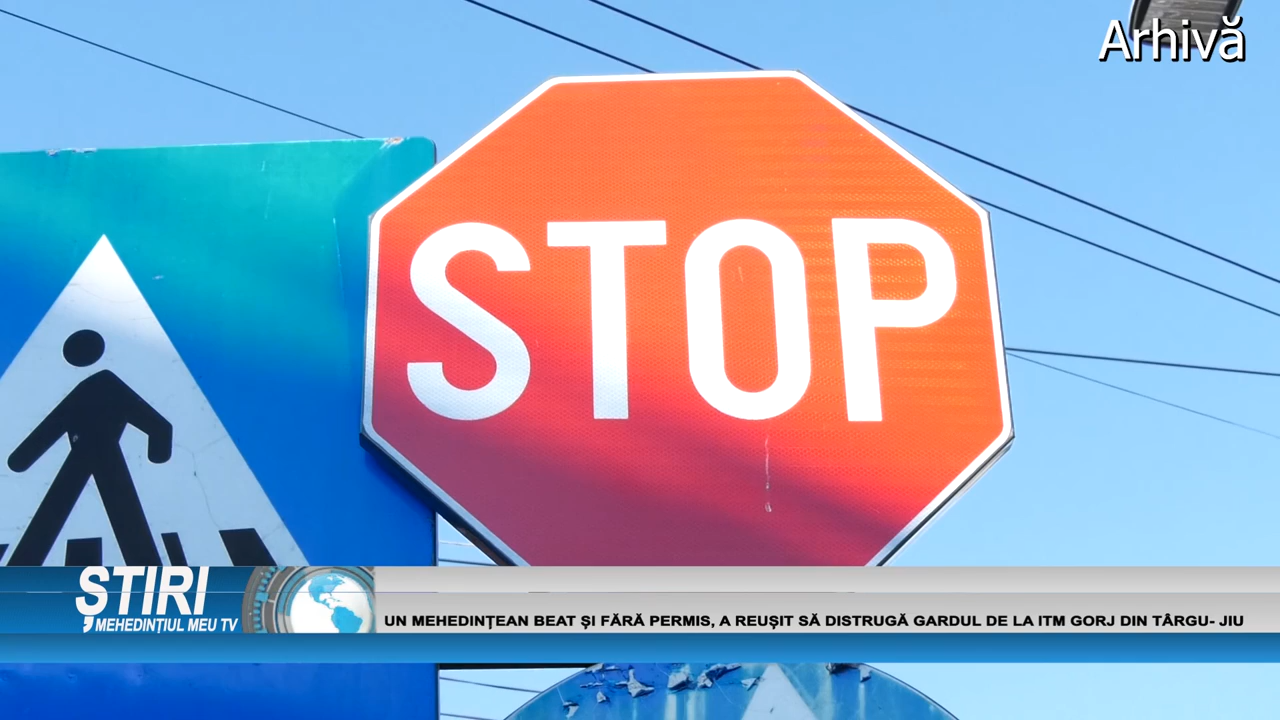 Arhivă
STOP
ȘTIRI
MEHEDINȚIUL MEU TV
UN MEHEDINȚEAN BEAT ȘI FĂRĂ PERMIS, A REUȘIT SĂ DISTRUGĂ GARDUL DE LA ITM GORJ DIN TÂRGU- JIU